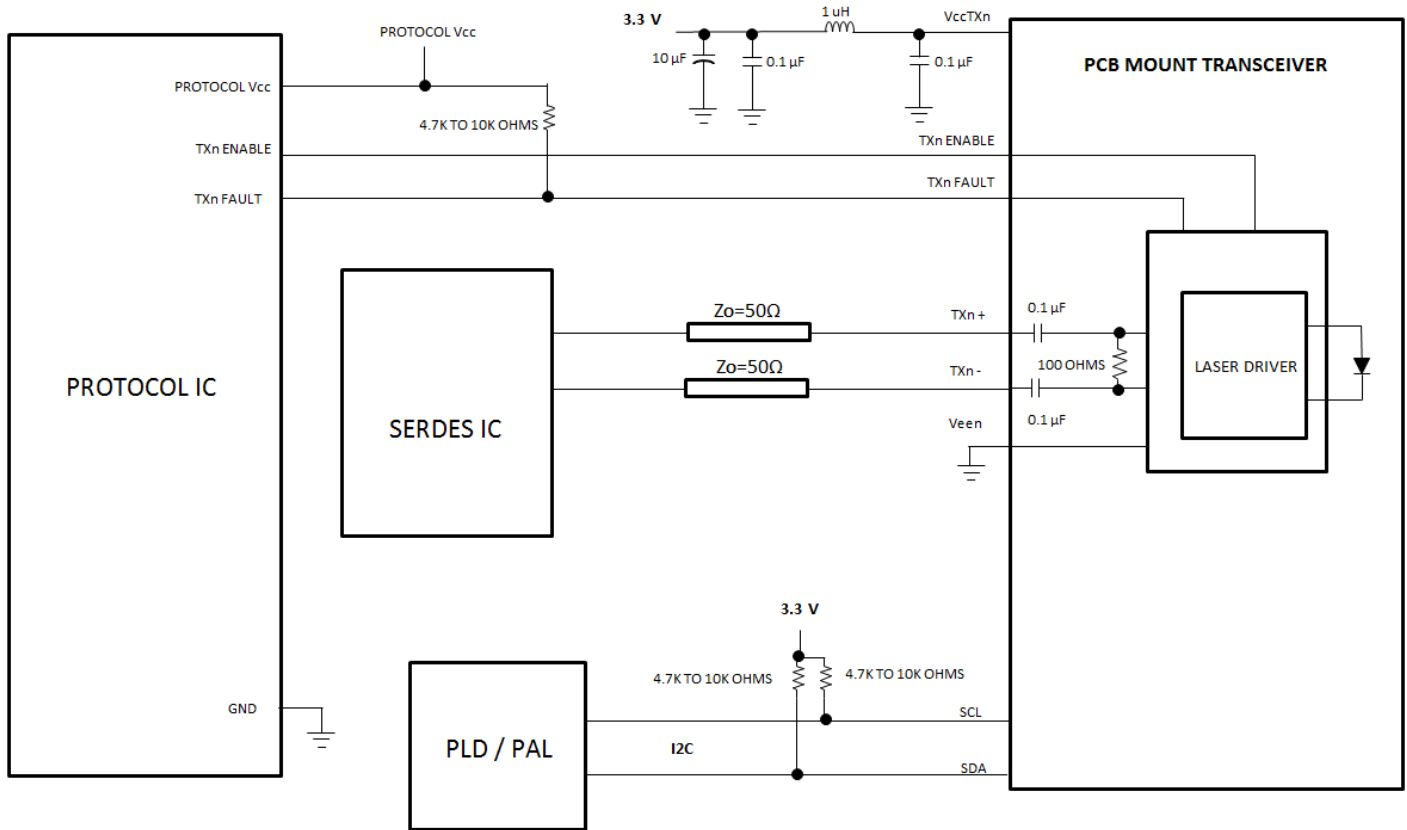 3.3 V
1 uH
VccTXn
PROTOCOL Vcc
10 µF
0.1 µF
0.1 µF
PCB MOUNT TRANSCEIVER
PROTOCOL Vcc
4.7K TO 10K OHMS
TXn ENABLE
TXn ENABLE
TXn FAULT
TXn FAULT
Zo=50Ω
TXn +
0.1 µF
Zo=50Ω
TXn -
100 OHMS
LASER DRIVER
PROTOCOL IC
SERDES IC
Veen
0.1 µF
3.3 V
4.7K TO 10K OHMS
4.7K TO 10K OHMS
GND
SCL
PLD / PAL
I2C
SDA